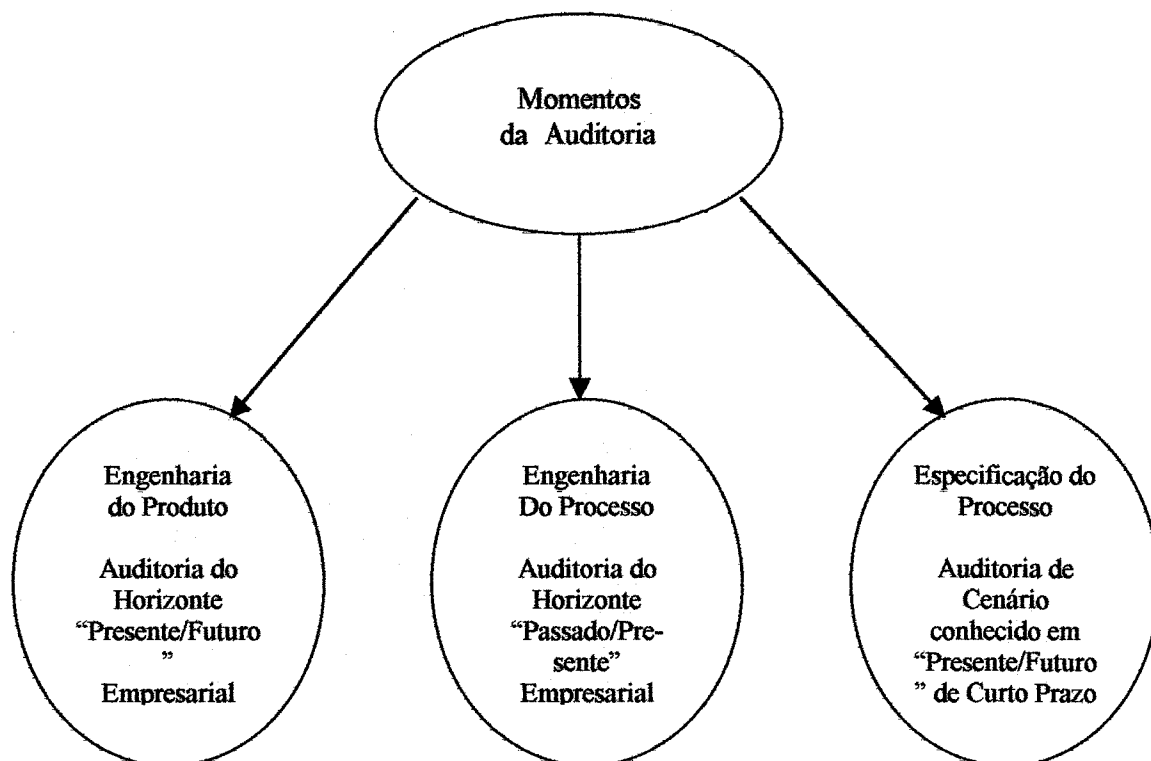 Momentos
da Auditoria
Engenharia
do Produto
Auditoria do
Horizonte
“Presente/Futuro
”
Empresarial
Engenharia
Do Processo
Auditoria do
Horizonte
“Passado/Pre-
sente”
Empresarial
Especificação do
Processo
Auditoria de
Cenário
conhecido em
“Presente/Futuro
” de Curto Prazo